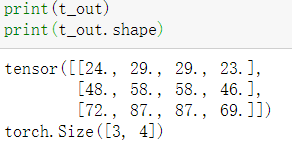 print(t_out)
print(t_out.shape)
tensor([[24., 29., 29., 23.],
        [48., 58., 58., 46.],
        [72., 87., 87., 69.]])
torch.Size([3, 4])